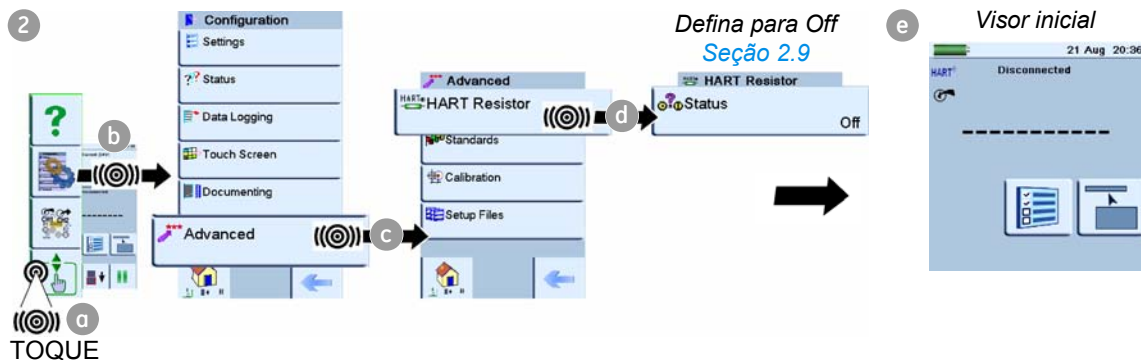 2
b
a
TOQUE
Configuration
Settings
Status
Data Logging
Touch Screen
Documenting
Advanced
c
Advanced
HART Resistor
Standards
Calibration
Setup Files
d
Defina para Off
Seção 2.9
HART Resistor
Status
Off
e
Visor inicial
21 Aug 20:36
HART
Disconnected